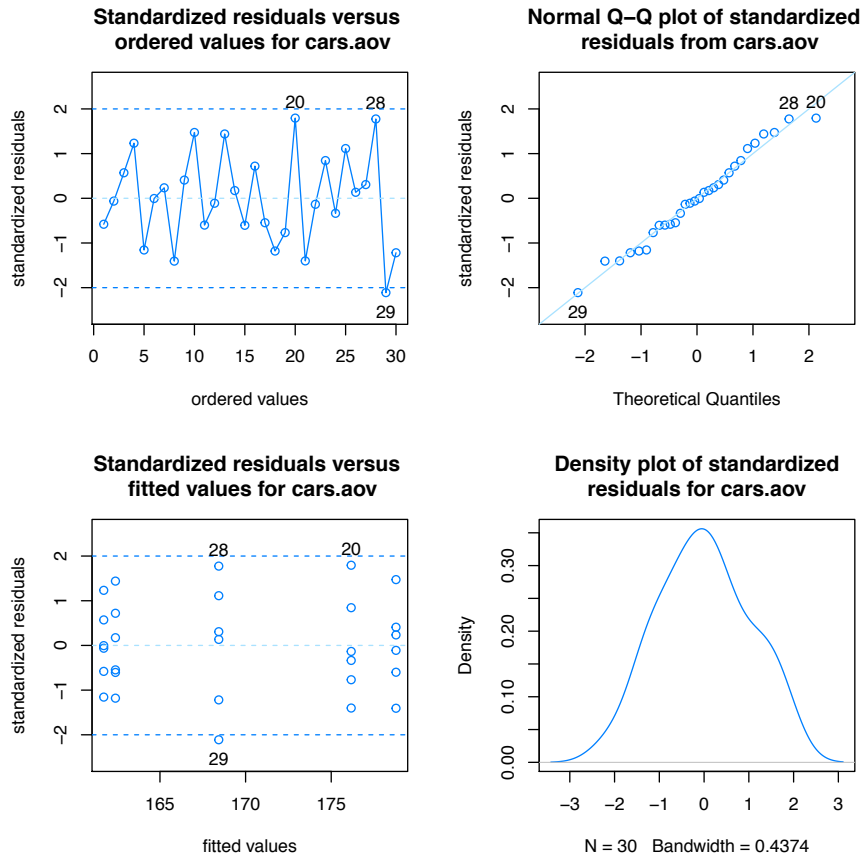 Standardized residuals versus
ordered values for cars.aov
standardized residuals
2
1
0
−1
−2
20
28
29
0 5 10 15 20 25 30
ordered values
Normal Q−Q plot of standardized
residuals from cars.aov
standardized residuals
2
1
0
−1
−2
28 20
29
−2 −1 0 1 2
Theoretical Quantiles
Standardized residuals versus
fitted values for cars.aov
standardized residuals
2
1
0
−1
−2
28
20
29
165 170 175
fitted values
Density plot of standardized
residuals for cars.aov
Density
0.30
0.20
0.10
0.00
−3 −2 −1 0 1 2 3
N = 30 Bandwidth = 0.4374